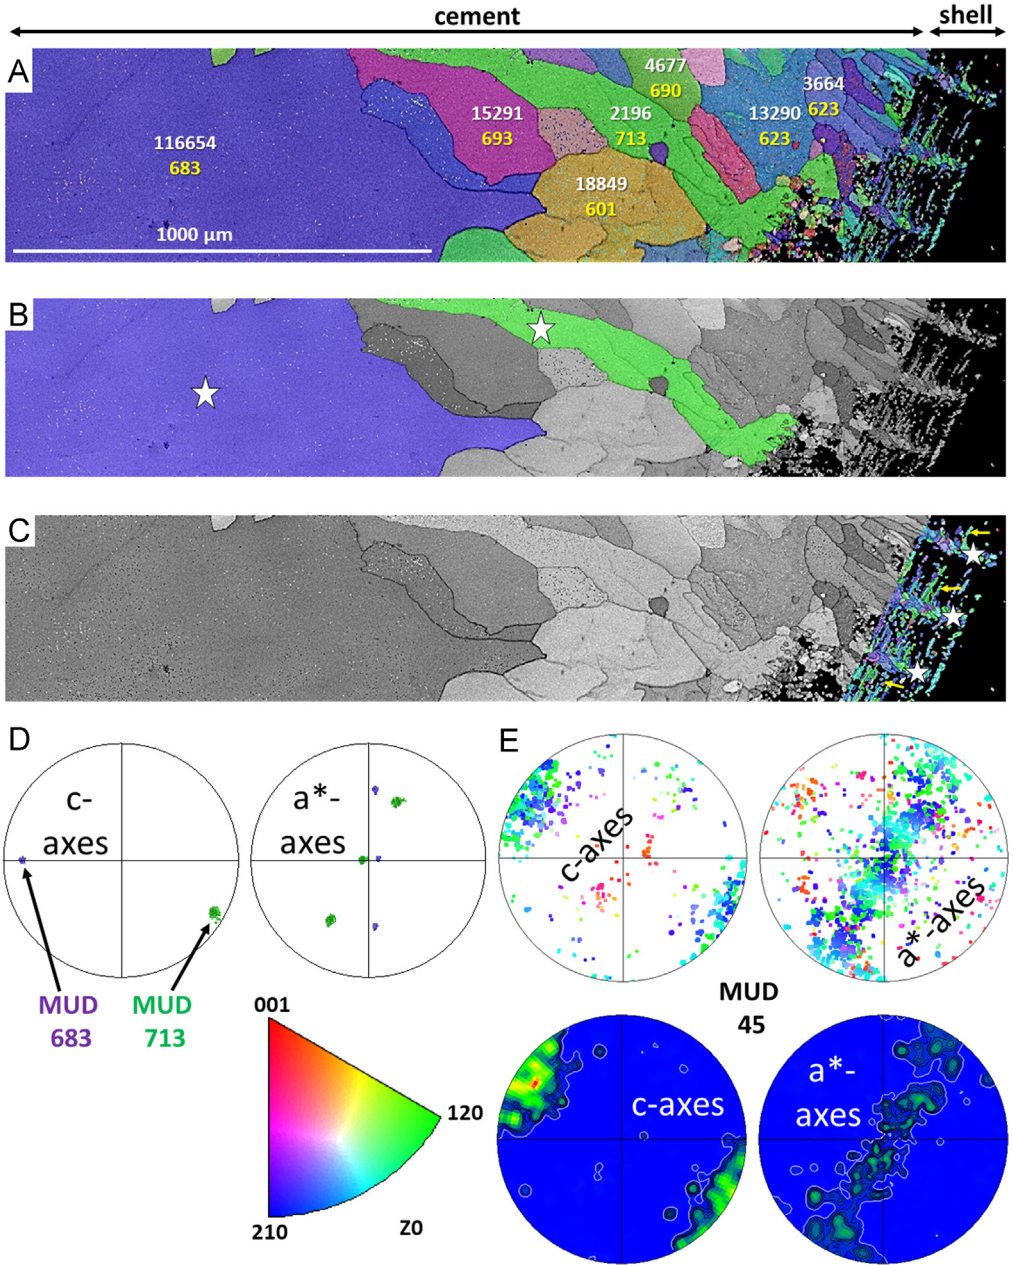 cement
shell
A
4677
690
3664
623
15291
693
2196
713
13290
623
116654
683
18849
601
1000 µm
B
C
D
c-
axes
a*-
axes
MUD
683
MUD
713
E
c-axes
a*-axes
MUD
45
001
120
210
Z0
c-axes
a*-
axes